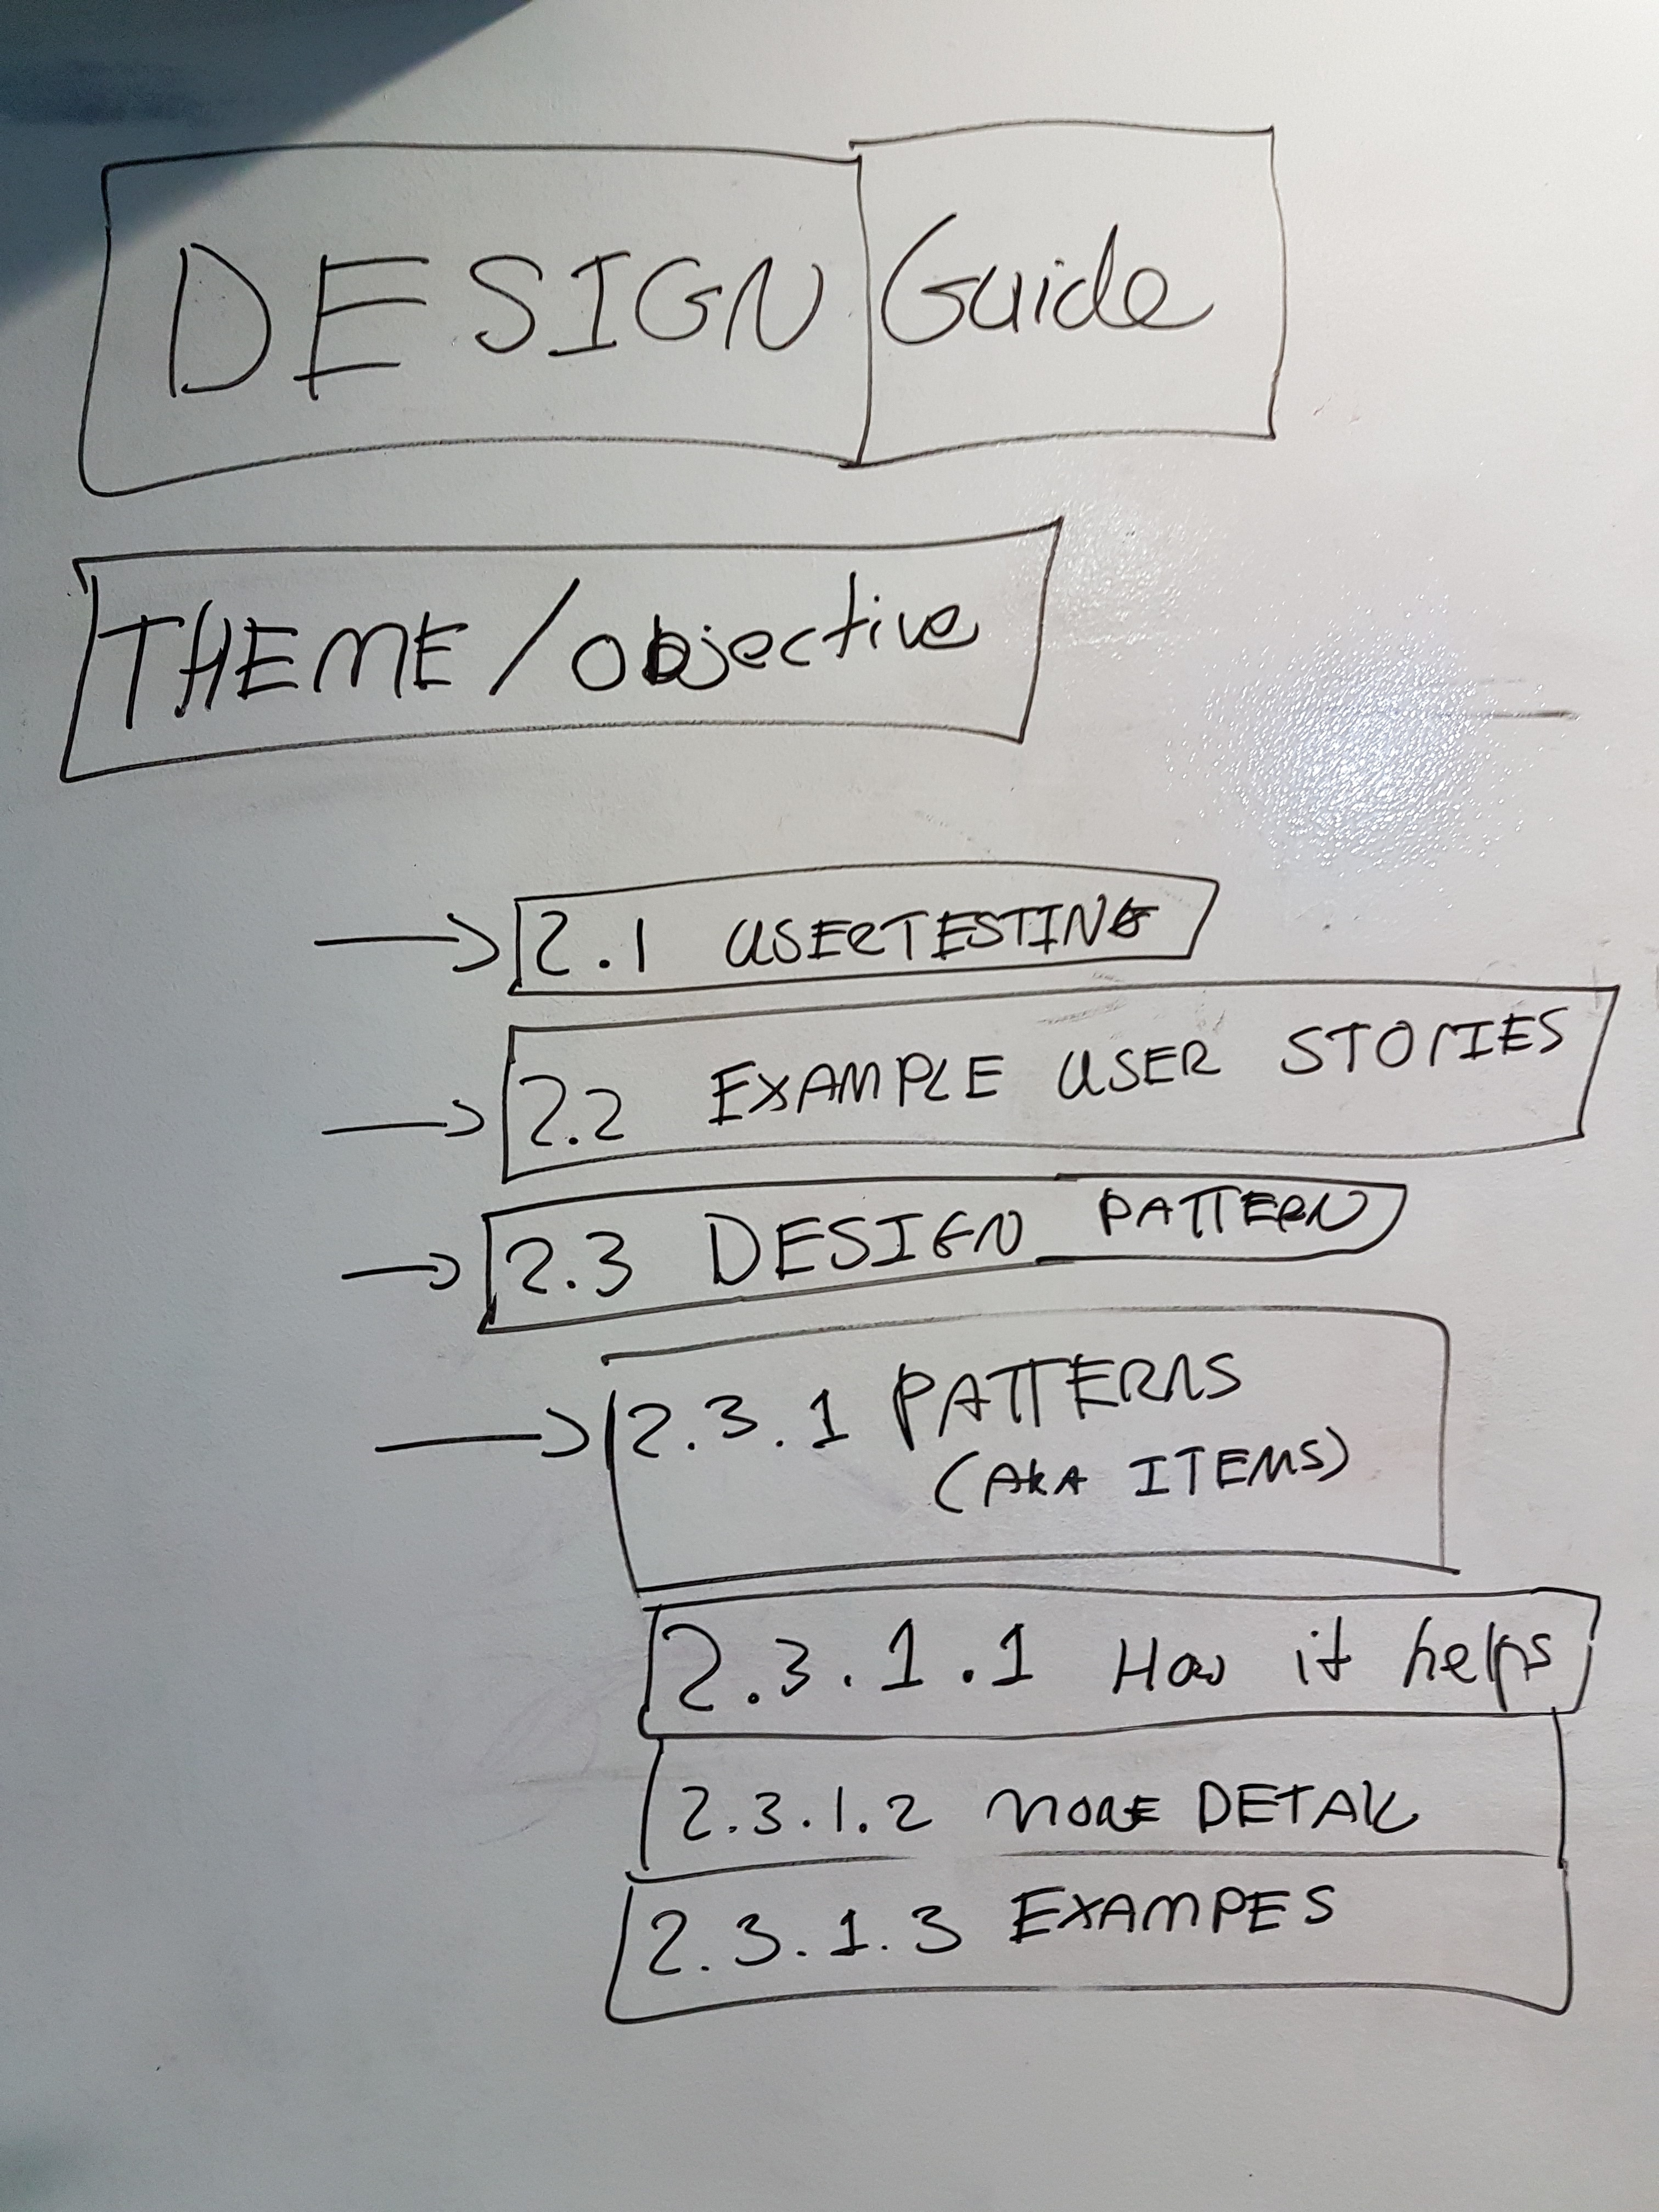 DESIGN Guide
THEME/objective
2.1 USERTESTING
2.2 EXAMPLE USER STORIES
2.3 DESIGN PATTERN
2.3.1 PATTERNS
(AKA ITEMS)
2.3.1.1 How it helps
2.3.1.2 MORE DETAIL
2.3.1.3 EXAMPES